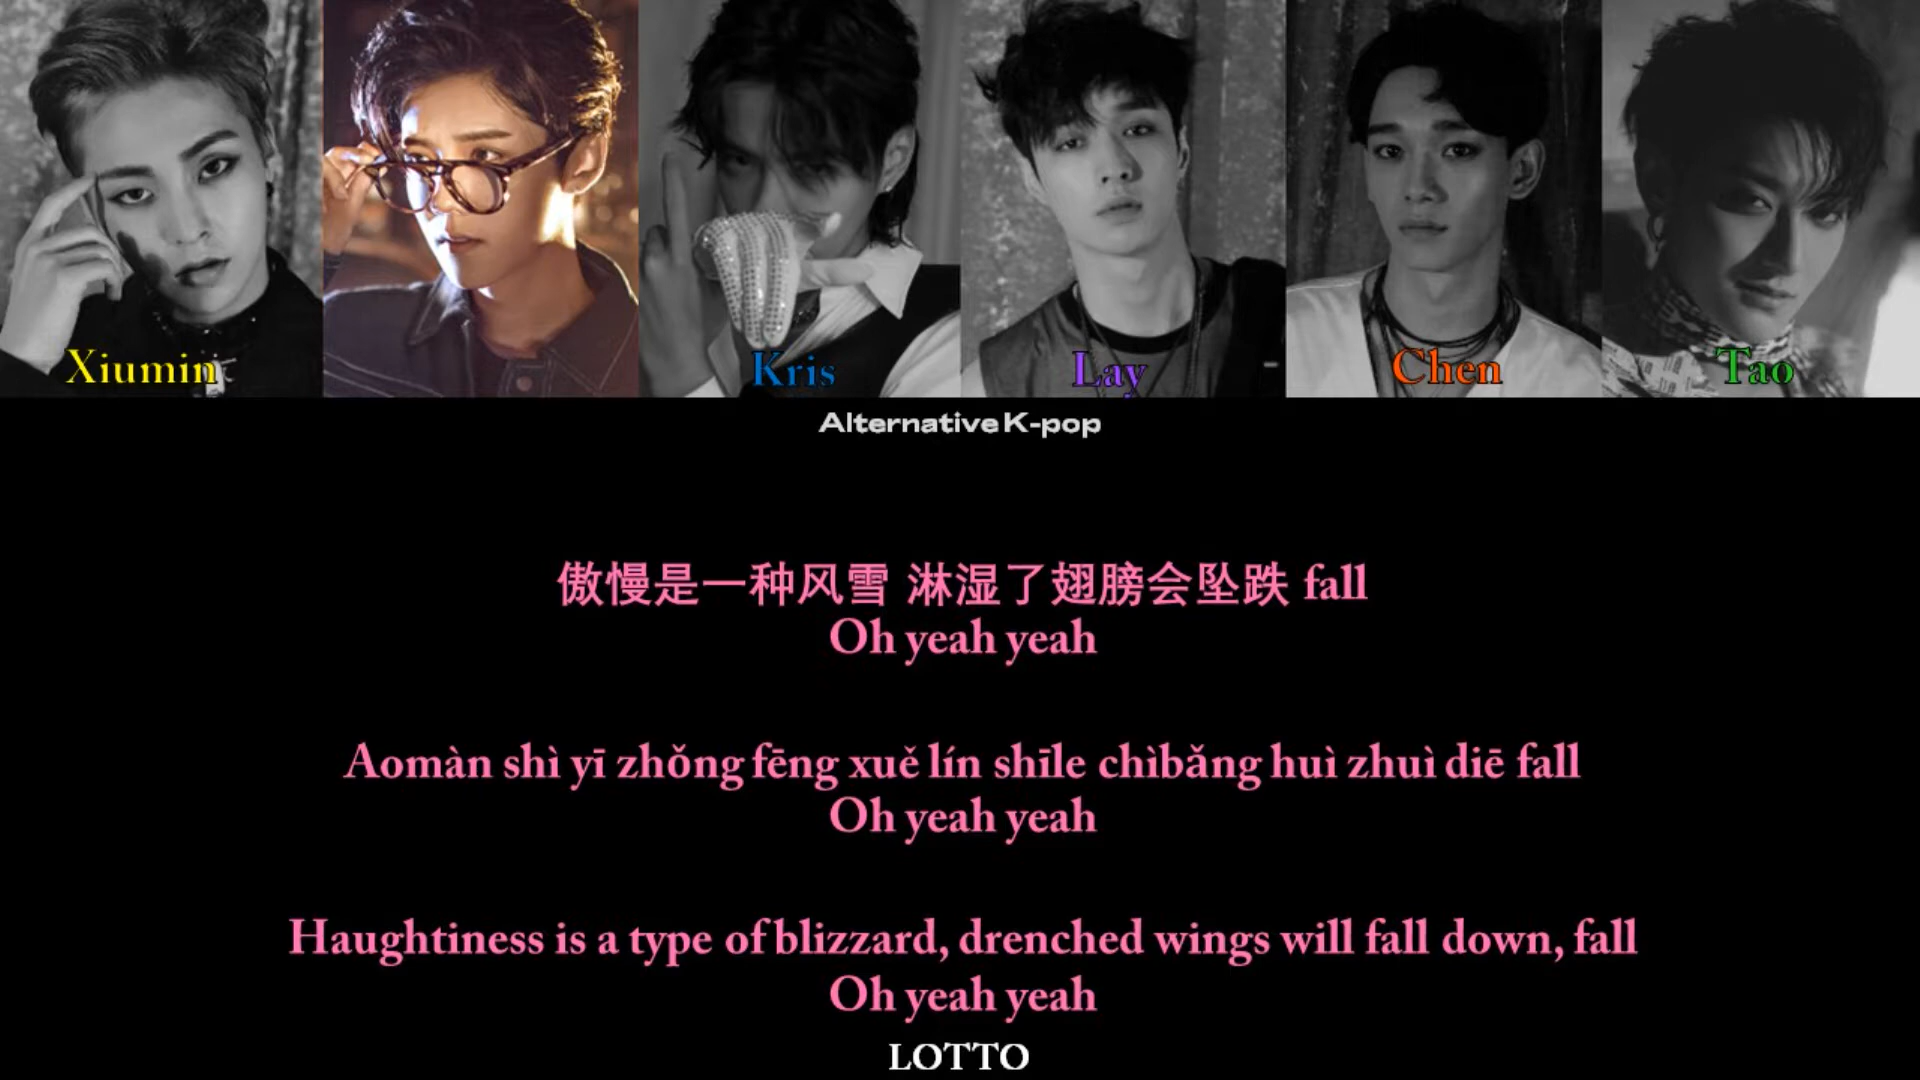 Xiumin
Kris
Lay
Chen
Tao
Alternative K-pop
傲慢是一种风雪 淋湿了翅膀会坠跌 fall
Oh yeah yeah
Aomàn shì yī zhǒng fēng xuě lín shīle chìbǎng huì zhuì diē fall
Oh yeah yeah
Haughtiness is a type of blizzard, drenched wings will fall down, fall
Oh yeah yeah
LOTTO